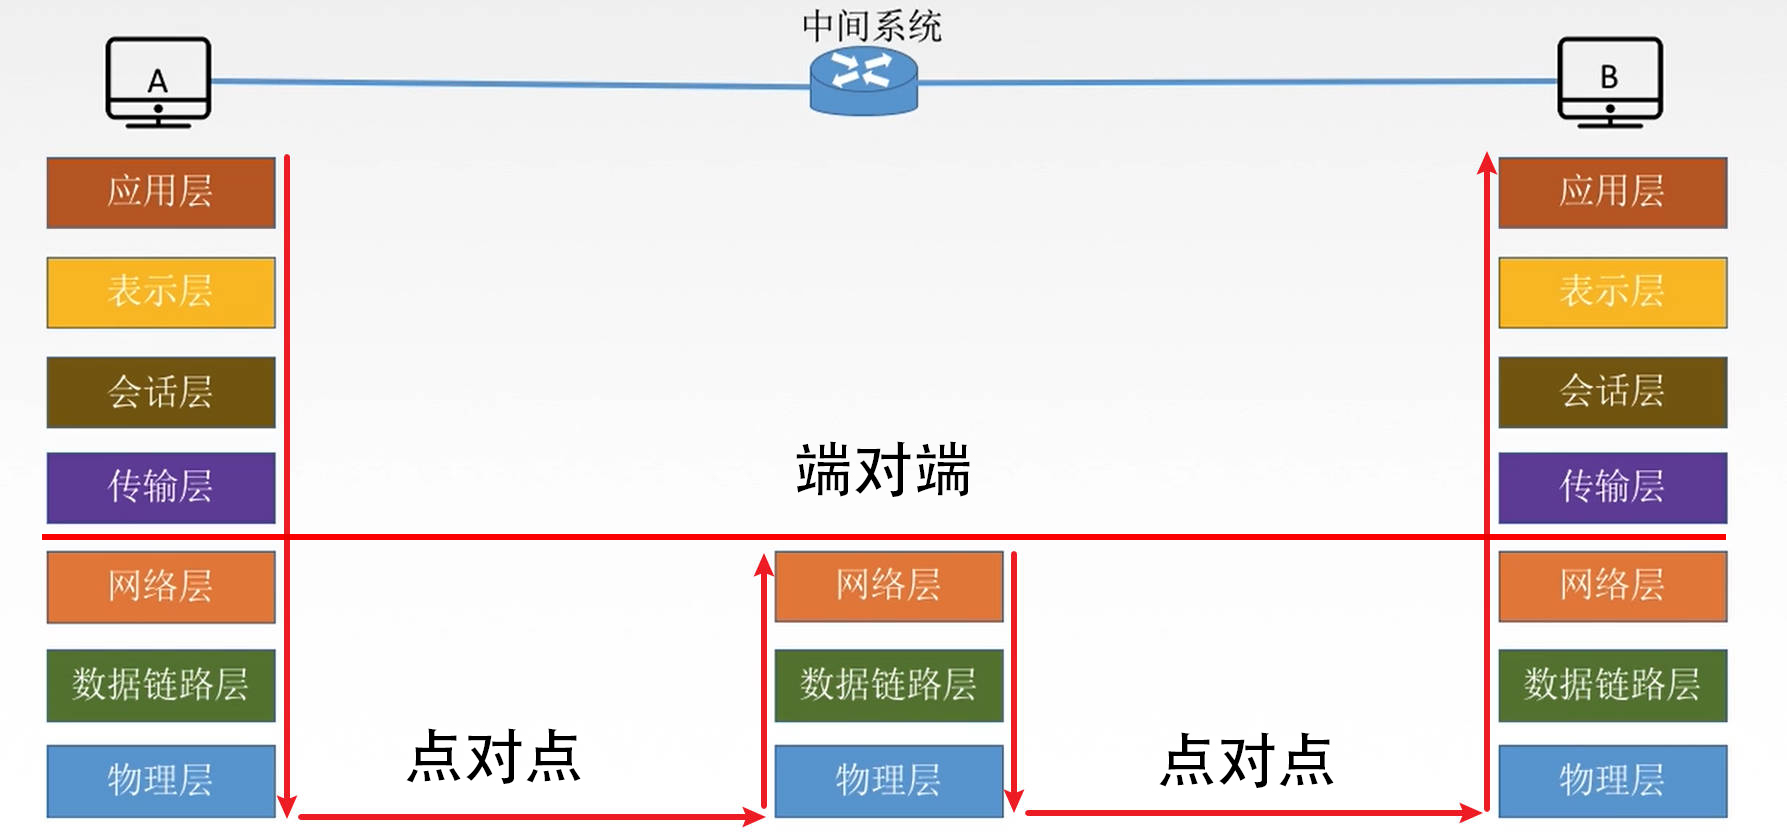 中间系统
A
B
应用层
应用层
表示层
表示层
会话层
会话层
端对端
传输层
传输层
网络层
网络层
网络层
数据链路层
数据链路层
数据链路层
点对点
点对点
物理层
物理层
物理层